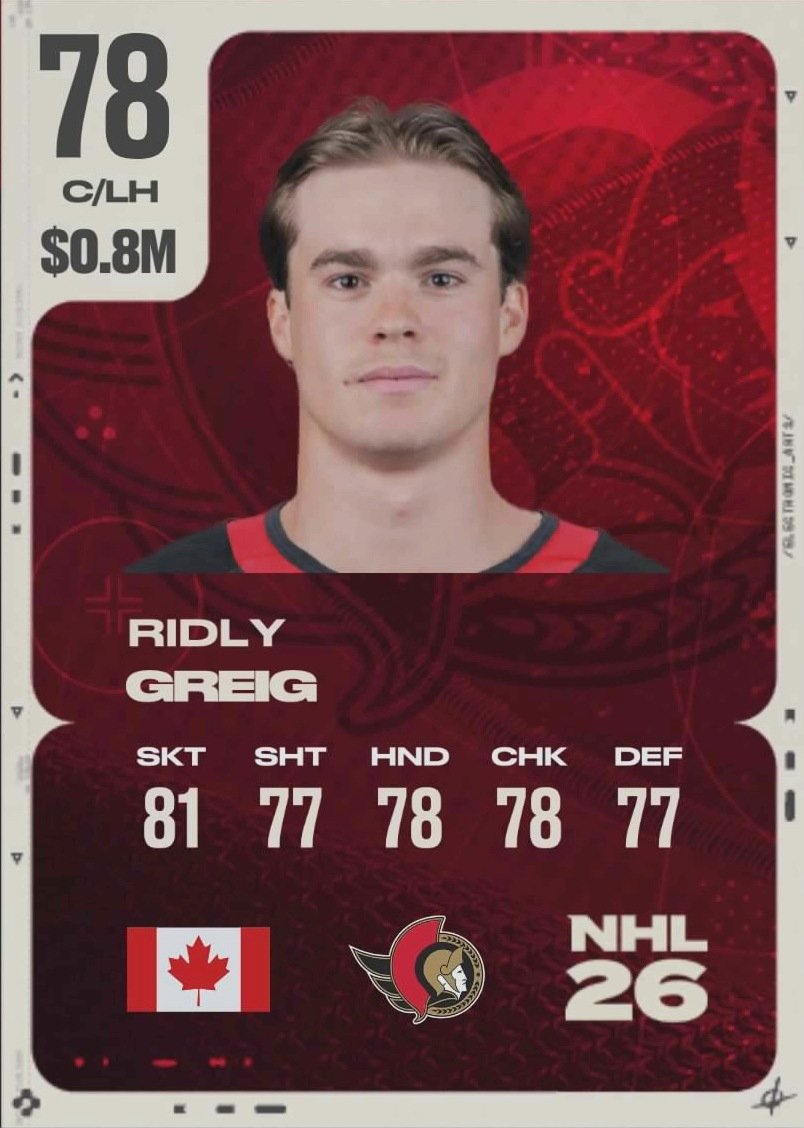 78
C/LH
$0.8M
RIDLY
GREIG
SKT SHT HND CHK DEF
81 77 78 78 77
NHL
26